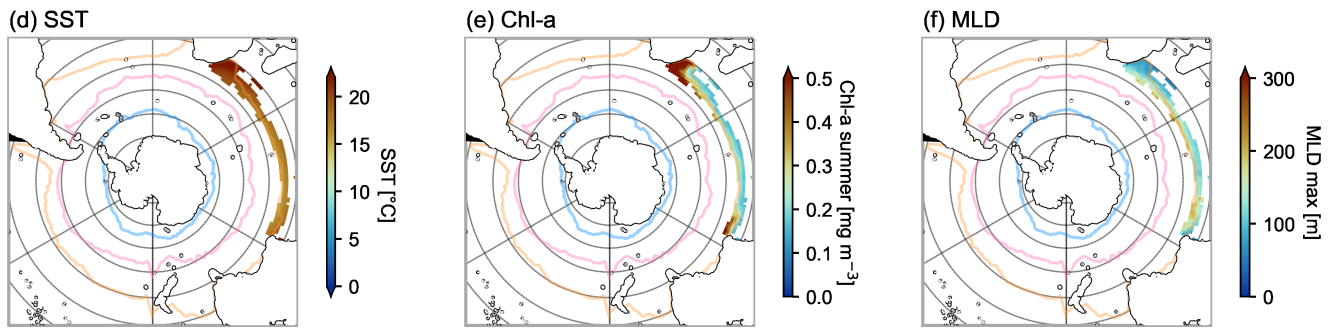 (d) SST
(e) Chl-a
(f) MLD
20
15
10
5
0
SST [°C]
0.5
0.4
0.3
0.2
0.1
0.0
Chl-a summer [mg m⁻³]
300
200
100
0
MLD max [m]